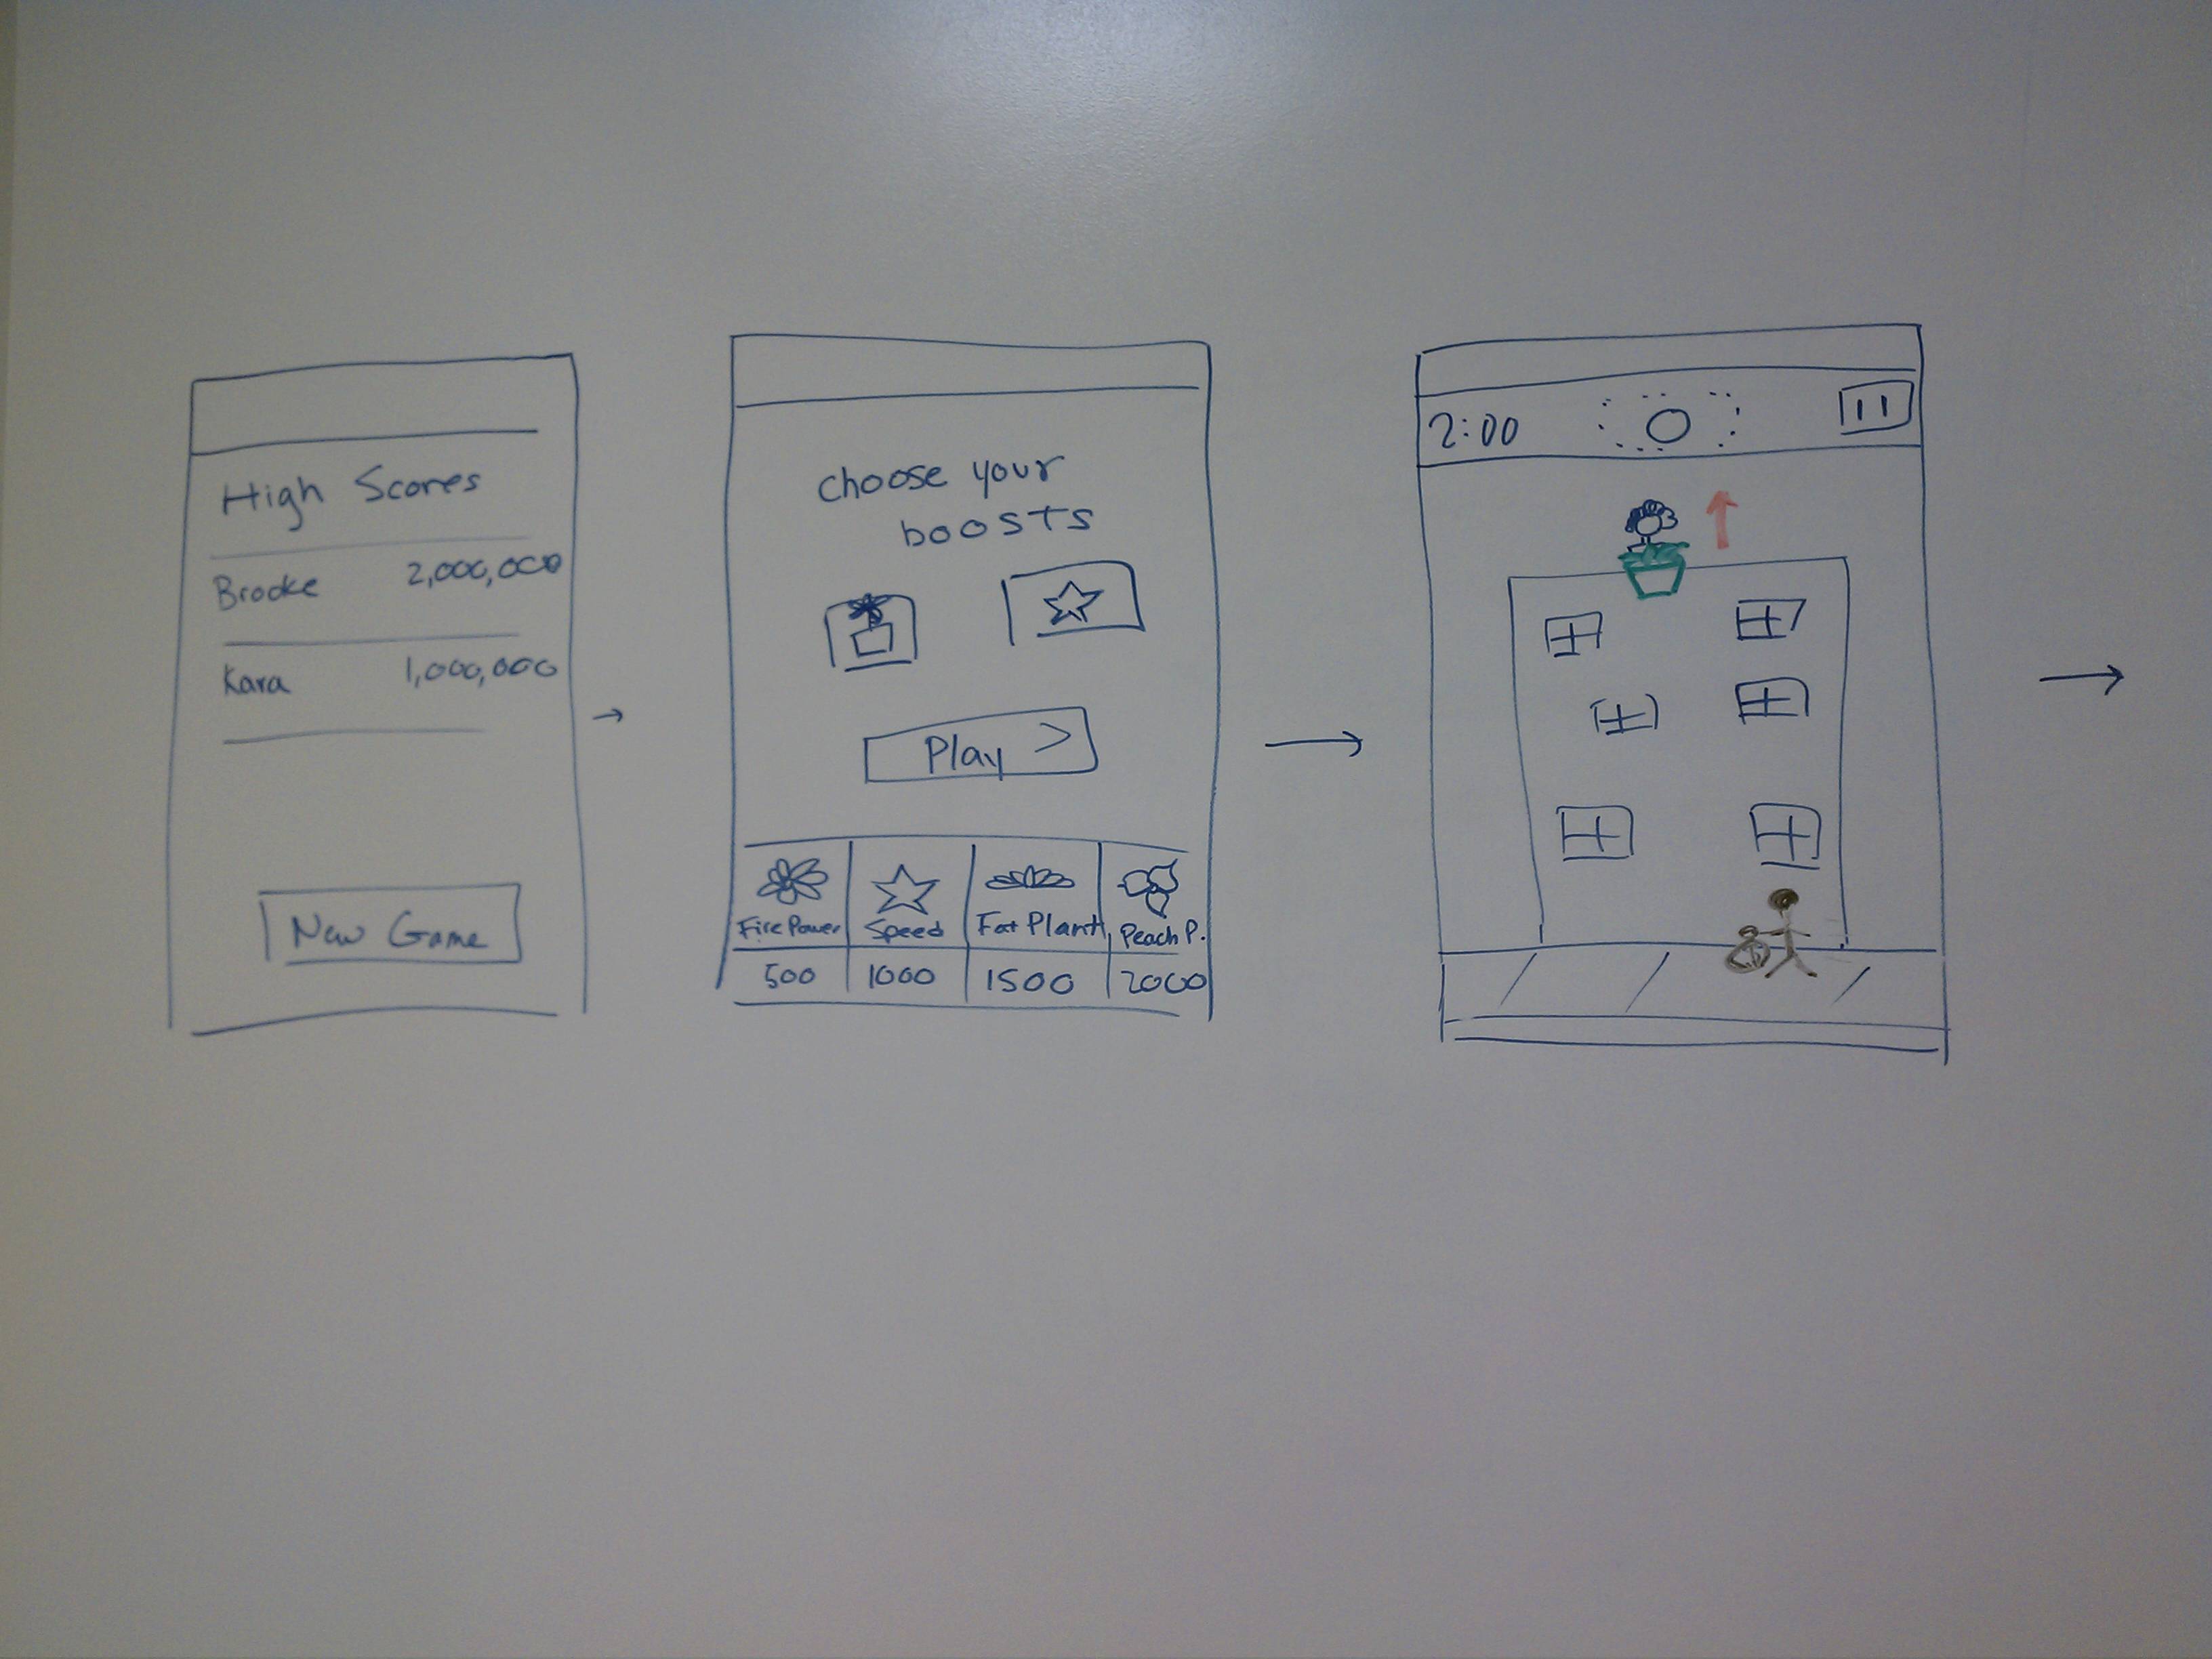 High Scores
Brooke 2,000,000
Kara 1,000,000
New Game
choose your
boosts
Play >
Fire Power Speed Fat Plant Peach P.
500 1000 1500 2000
2:00